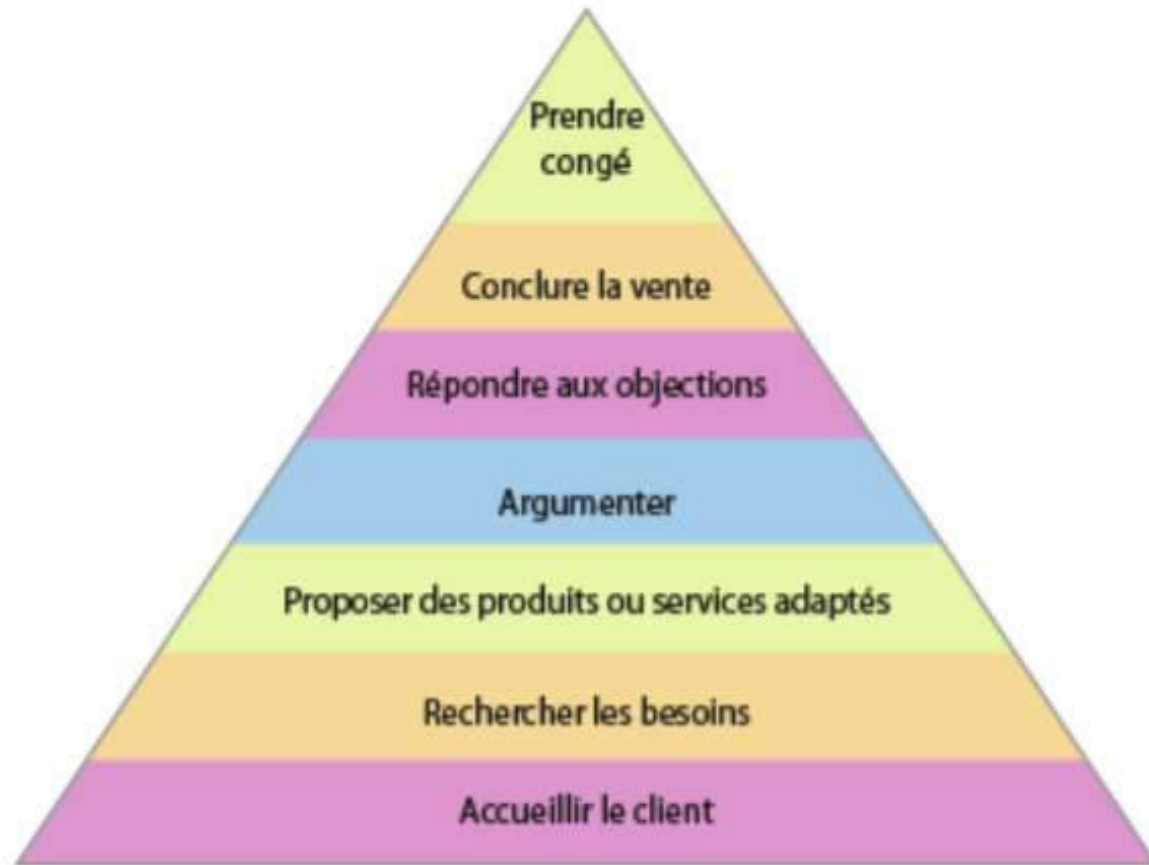 Prendre
congé
Conclure la vente
Répondre aux objections
Argumenter
Proposer des produits ou services adaptés
Rechercher les besoins
Accueillir le client